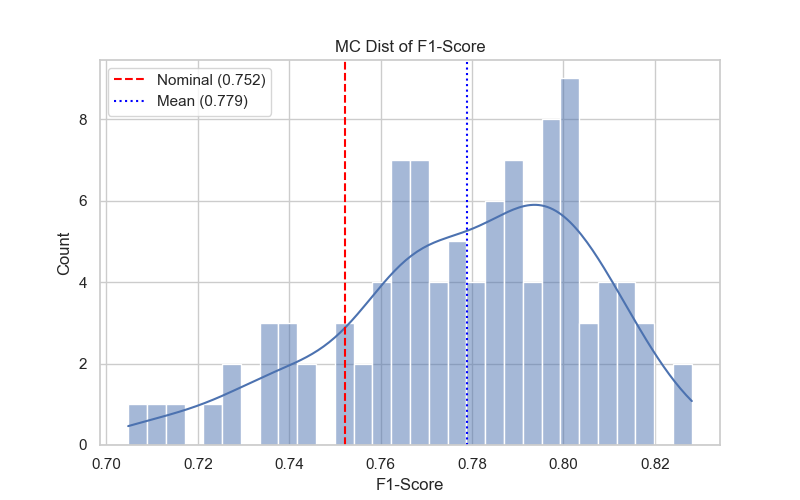 MC Dist of F1-Score
Nominal (0.752)
Mean (0.779)
Count
8
6
4
2
0
0.70 0.72 0.74 0.76 0.78 0.80 0.82
F1-Score